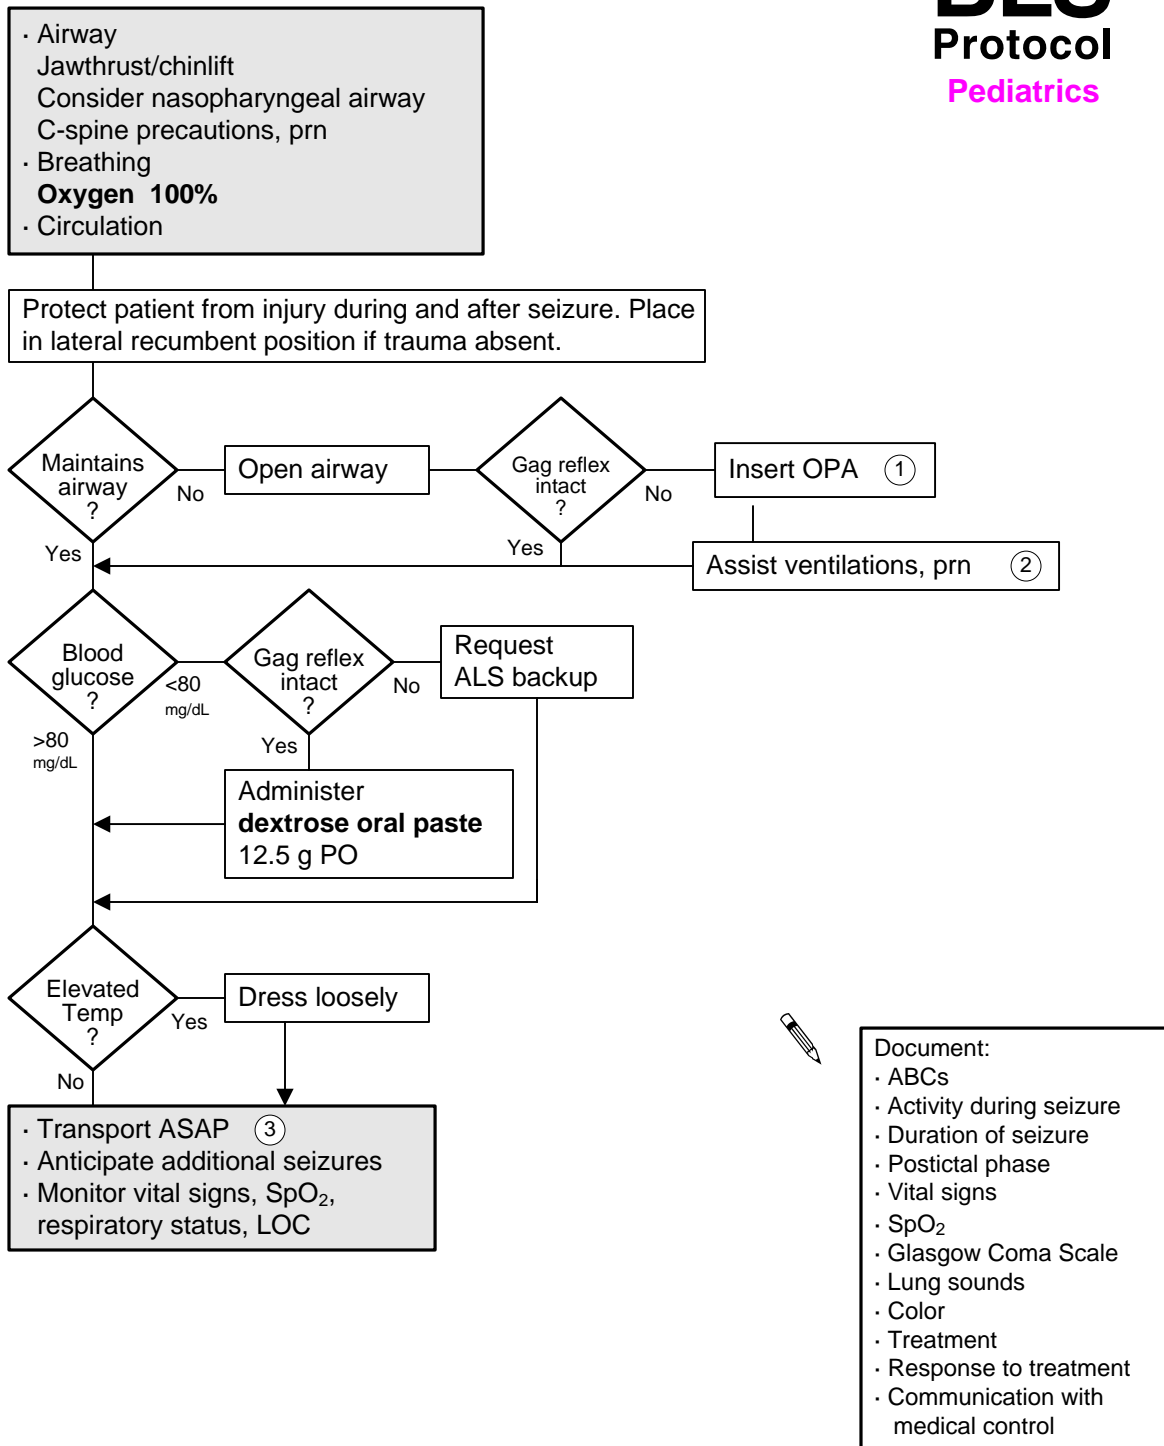 BLS
Protocol
Pediatrics
· Airway
Jawthrust/chinlift
Consider nasopharyngeal airway
C-spine precautions, prn
· Breathing
Oxygen 100%
· Circulation
Protect patient from injury during and after seizure. Place
in lateral recumbent position if trauma absent.
Maintains
airway
?
No
Yes
Open airway
Gag reflex
intact
?
No
Yes
Insert OPA 1
Assist ventilations, prn 2
Blood
glucose
?
<80
mg/dL
>80
mg/dL
Gag reflex
intact
?
No
Yes
Request
ALS backup
Administer
dextrose oral paste
12.5 g PO
Elevated
Temp
?
Yes
No
Dress loosely
· Transport ASAP 3
· Anticipate additional seizures
· Monitor vital signs, SpO2,
respiratory status, LOC
Document:
· ABCs
· Activity during seizure
· Duration of seizure
· Postictal phase
· Vital signs
· SpO2
· Glasgow Coma Scale
· Lung sounds
· Color
· Treatment
· Response to treatment
· Communication with
medical control